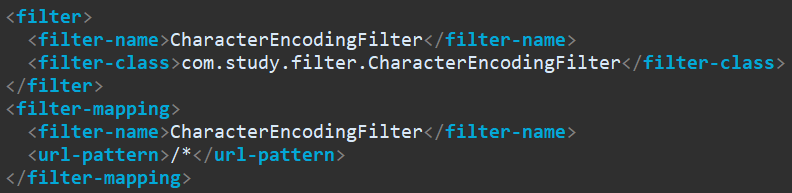 <filter>
  <filter-name>CharacterEncodingFilter</filter-name>
  <filter-class>com.study.filter.CharacterEncodingFilter</filter-class>
</filter>
<filter-mapping>
  <filter-name>CharacterEncodingFilter</filter-name>
  <url-pattern>/*</url-pattern>
</filter-mapping>